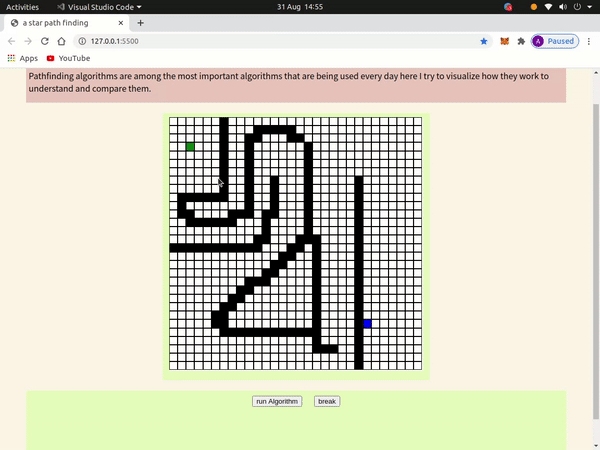 Activities
Visual Studio Code
31 Aug 14:55
a star path finding
127.0.0.1:5500
A
Paused
Apps
YouTube
Pathfinding algorithms are among the most important algorithms that are being used every day here I try to visualize how they work to
understand and compare them.
run Algorithm
break